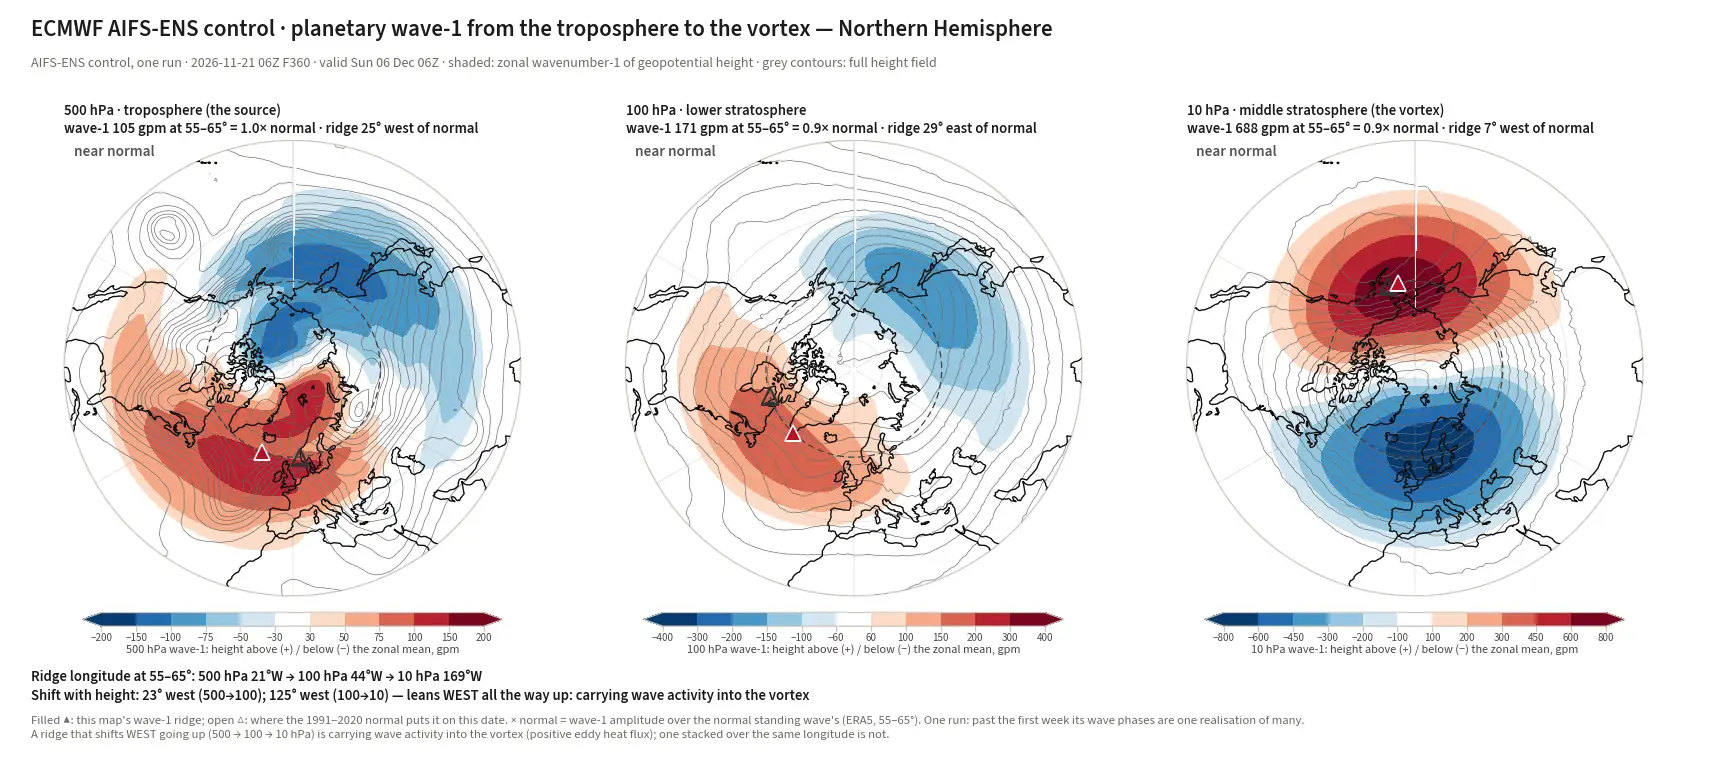 ECMWF AIFS-ENS control · planetary wave-1 from the troposphere to the vortex — Northern Hemisphere
AIFS-ENS control, one run · 2026-11-21 06Z F360 · valid Sun 06 Dec 06Z · shaded: zonal wavenumber-1 of geopotential height · grey contours: full height field
500 hPa · troposphere (the source)
wave-1 105 gpm at 55–65° = 1.0× normal · ridge 25° west of normal
near normal
100 hPa · lower stratosphere
wave-1 171 gpm at 55–65° = 0.9× normal · ridge 29° east of normal
near normal
10 hPa · middle stratosphere (the vortex)
wave-1 688 gpm at 55–65° = 0.9× normal · ridge 7° west of normal
near normal
−200 −150 −100 −75 −50 −30 30 50 75 100 150 200
500 hPa wave-1: height above (+) / below (−) the zonal mean, gpm
−400 −300 −200 −150 −100 −60 60 100 150 200 300 400
100 hPa wave-1: height above (+) / below (−) the zonal mean, gpm
−800 −600 −450 −300 −200 −100 100 200 300 450 600 800
10 hPa wave-1: height above (+) / below (−) the zonal mean, gpm
Ridge longitude at 55–65°: 500 hPa 21°W → 100 hPa 44°W → 10 hPa 169°W
Shift with height: 23° west (500→100); 125° west (100→10) — leans WEST all the way up: carrying wave activity into the vortex
Filled ▲: this map's wave-1 ridge; open △: where the 1991–2020 normal puts it on this date. × normal = wave-1 amplitude over the normal standing wave's (ERA5, 55–65°). One run: past the first week its wave phases are one realisation of many.
A ridge that shifts WEST going up (500 → 100 → 10 hPa) is carrying wave activity into the vortex (positive eddy heat flux); one stacked over the same longitude is not.